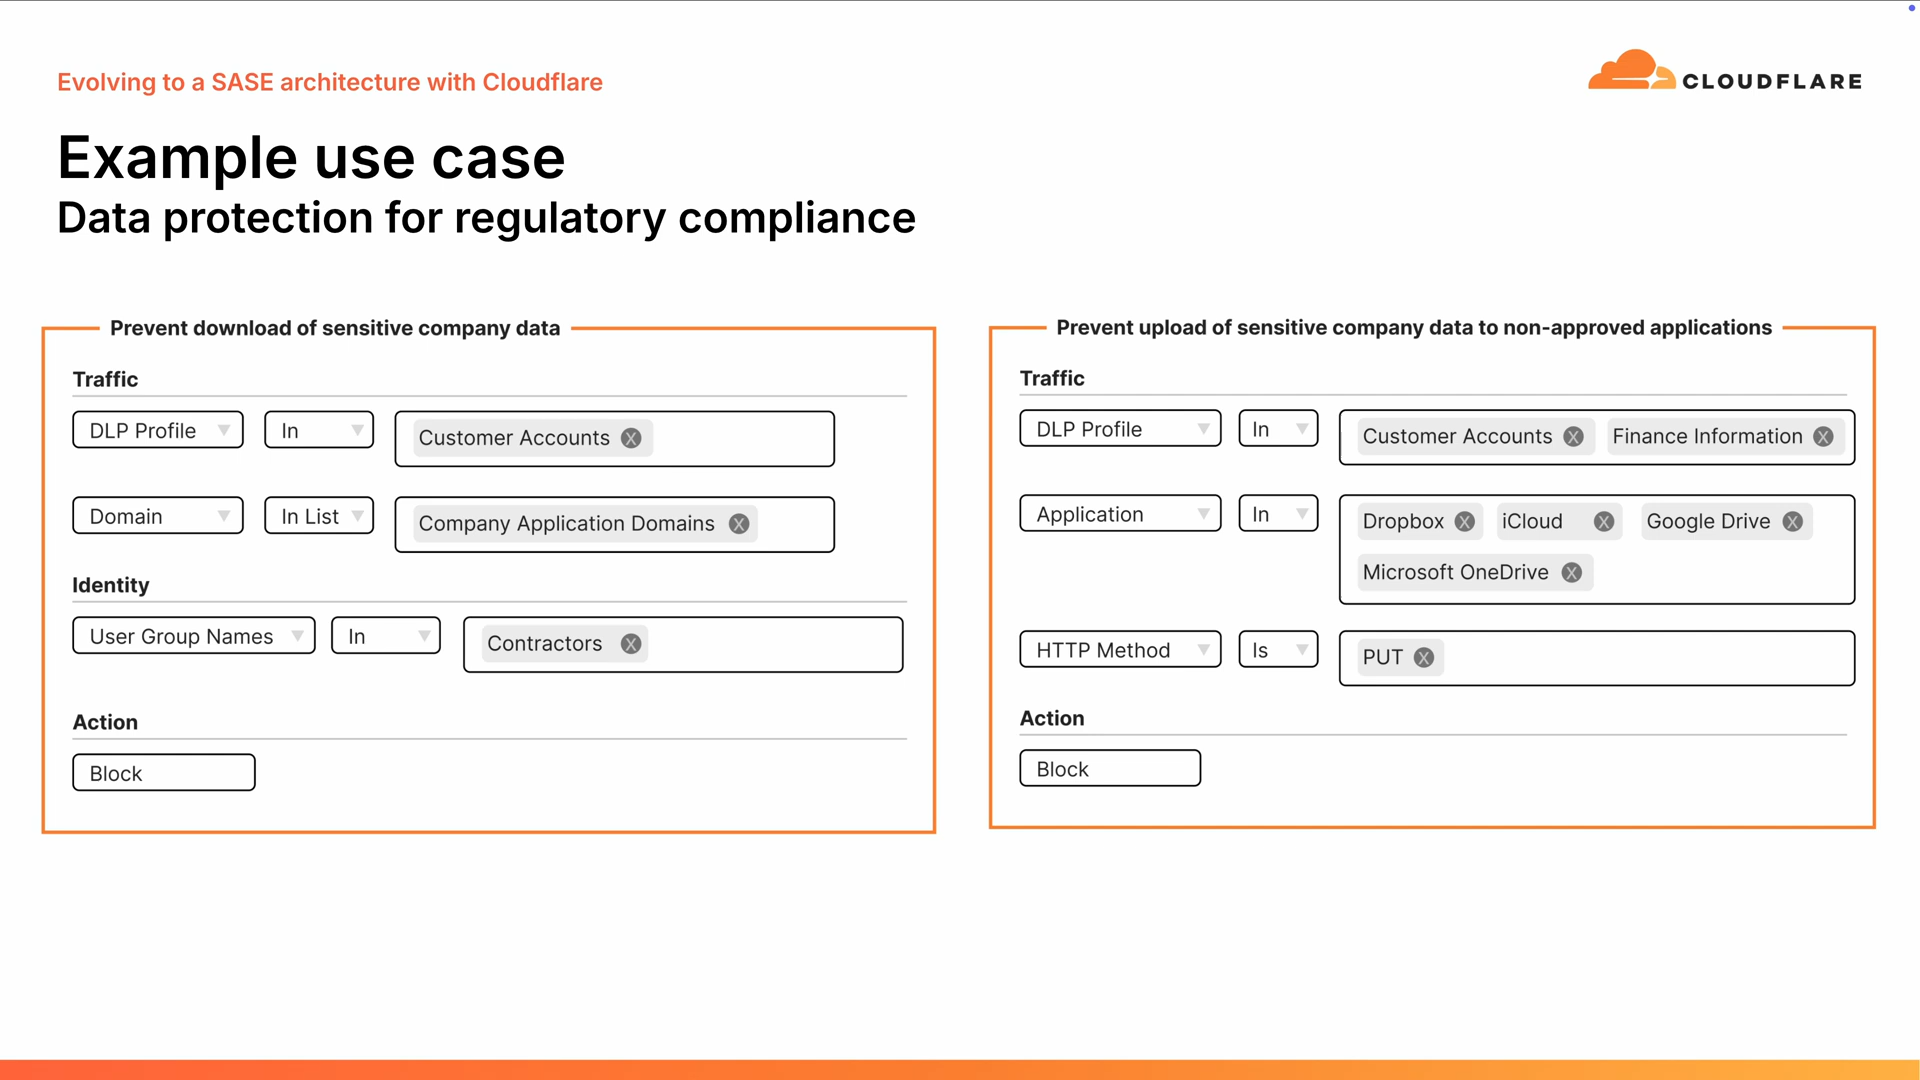 Evolving to a SASE architecture with Cloudflare
CLOUDFLARE
Example use case
Data protection for regulatory compliance
Prevent download of sensitive company data
Traffic
DLP Profile In Customer Accounts X
Domain In List Company Application Domains X
Identity
User Group Names In Contractors X
Action
Block
Prevent upload of sensitive company data to non-approved applications
Traffic
DLP Profile In Customer Accounts X Finance Information X
Application In Dropbox X iCloud X Google Drive X
Microsoft OneDrive X
HTTP Method Is PUT X
Action
Block